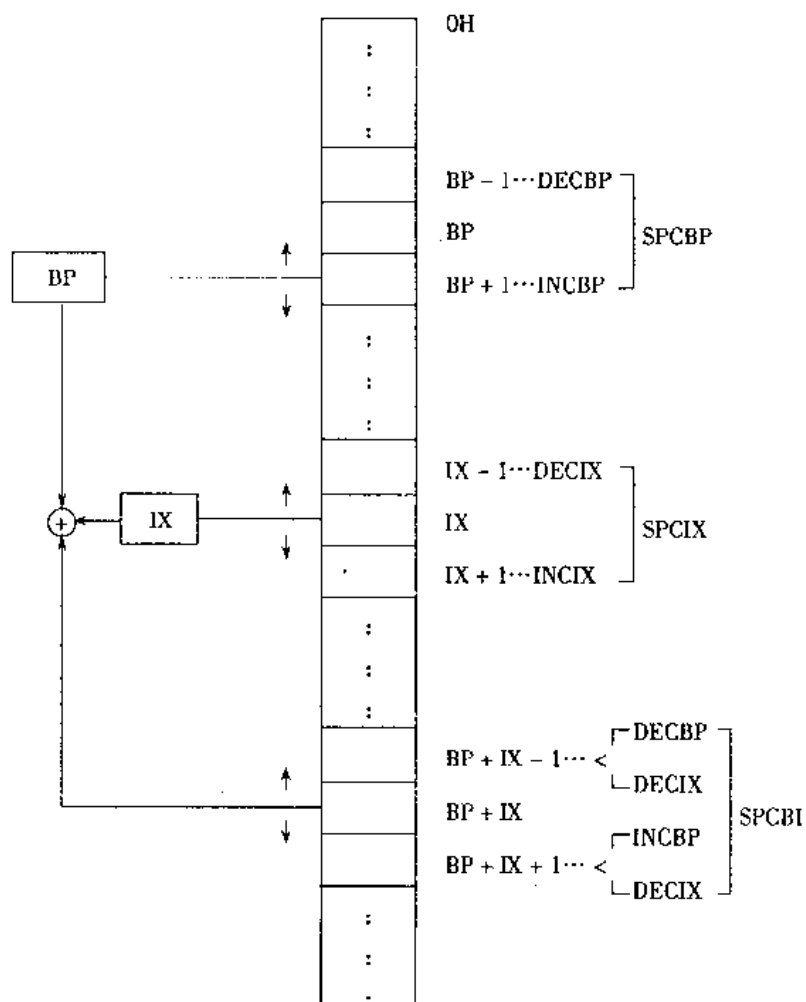 0H
BP - 1···DECBP
BP
SPCBP
BP
BP + 1···INCBP
IX - 1···DECIX
IX
IX
SPCIX
+
IX + 1···INCIX
DECBP
BP + IX - 1··· <
DECIX
BP + IX
SPCBI
INCBP
BP + IX + 1··· <
DECIX